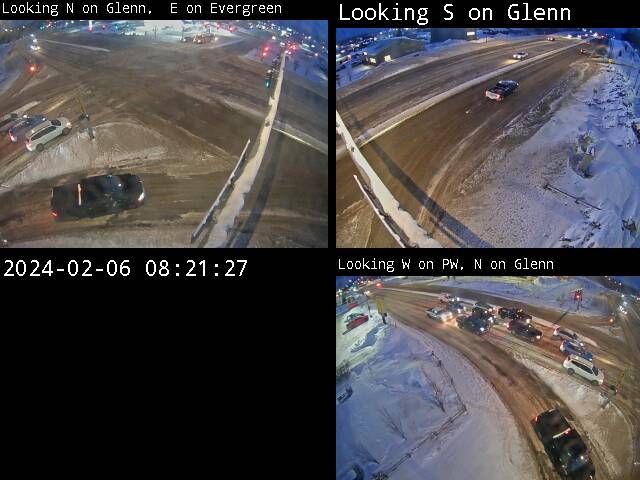 Looking N on Glenn, E on Evergreen
Looking S on Glenn
2024-02-06 08:21:27
Looking W on PW, N on Glenn